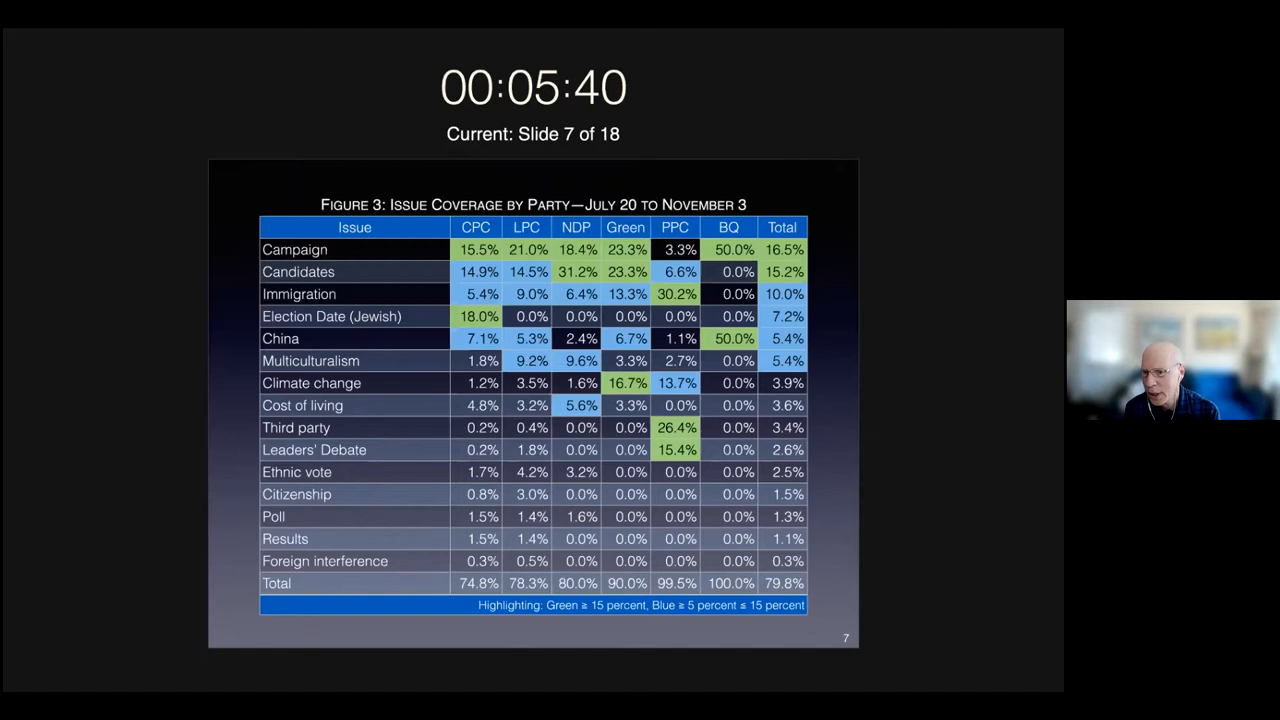 00:05:40
Current: Slide 7 of 18
FIGURE 3: ISSUE COVERAGE BY PARTY—JULY 20 TO NOVEMBER 3
Issue CPC LPC NDP Green PPC BQ Total
Campaign 15.5% 21.0% 18.4% 23.3% 3.3% 50.0% 16.5%
Candidates 14.9% 14.5% 31.2% 23.3% 6.6% 0.0% 15.2%
Immigration 5.4% 9.0% 6.4% 13.3% 30.2% 0.0% 10.0%
Election Date (Jewish) 18.0% 0.0% 0.0% 0.0% 0.0% 0.0% 7.2%
China 7.1% 5.3% 2.4% 6.7% 1.1% 50.0% 5.4%
Multiculturalism 1.8% 9.2% 9.6% 3.3% 2.7% 0.0% 5.4%
Climate change 1.2% 3.5% 1.6% 16.7% 13.7% 0.0% 3.9%
Cost of living 4.8% 3.2% 5.6% 3.3% 0.0% 0.0% 3.6%
Third party 0.2% 0.4% 0.0% 0.0% 26.4% 0.0% 3.4%
Leaders' Debate 0.2% 1.8% 0.0% 0.0% 15.4% 0.0% 2.6%
Ethnic vote 1.7% 4.2% 3.2% 0.0% 0.0% 0.0% 2.5%
Citizenship 0.8% 3.0% 0.0% 0.0% 0.0% 0.0% 1.5%
Poll 1.5% 1.4% 1.6% 0.0% 0.0% 0.0% 1.3%
Results 1.5% 1.4% 0.0% 0.0% 0.0% 0.0% 1.1%
Foreign interference 0.3% 0.5% 0.0% 0.0% 0.0% 0.0% 0.3%
Total 74.8% 78.3% 80.0% 90.0% 99.5% 100.0% 79.8%
Highlighting: Green ≥ 15 percent, Blue ≥ 5 percent ≤ 15 percent
7